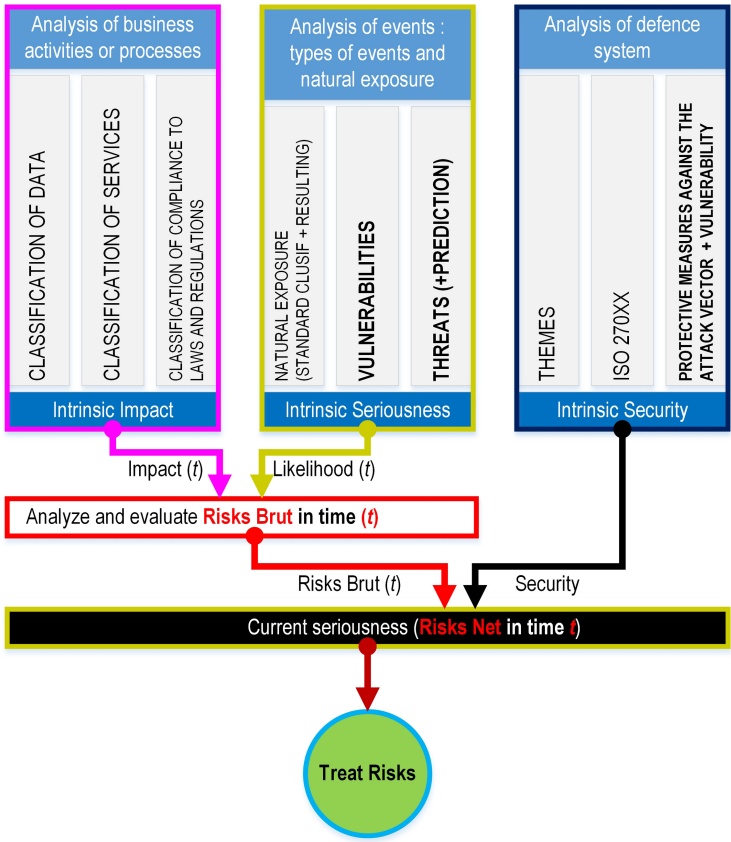 Analysis of business
activities or processes
CLASSIFICATION OF DATA
CLASSIFICATION OF SERVICES
CLASSIFICATION OF COMPLIANCE TO
LAWS AND REGULATIONS
Intrinsic Impact
Analysis of events :
types of events and
natural exposure
NATURAL EXPOSURE
(STANDARD CLUSIF + RESULTING)
VULNERABILITIES
THREATS (+PREDICTION)
Intrinsic Seriousness
Analysis of defence
system
THEMES
ISO 270XX
PROTECTIVE MEASURES AGAINST THE
ATTACK VECTOR + VULNERABILITY
Intrinsic Security
Impact (t)
Likelihood (t)
Analyze and evaluate Risks Brut in time (t)
Risks Brut (t)
Security
Current seriousness (Risks Net in time t)
Treat Risks